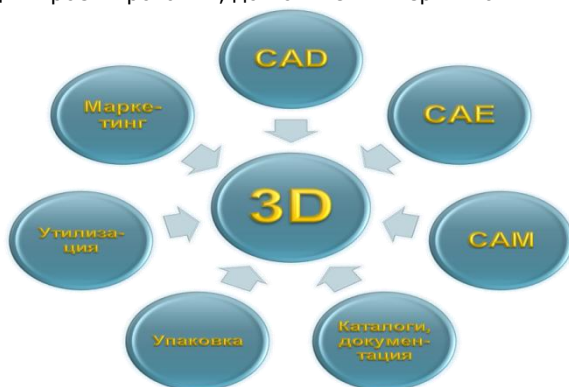 CAD
Марке-
тинг
CAE
3D
Утилиза-
ция
CAM
Упаковка
Каталоги,
докумен-
тация